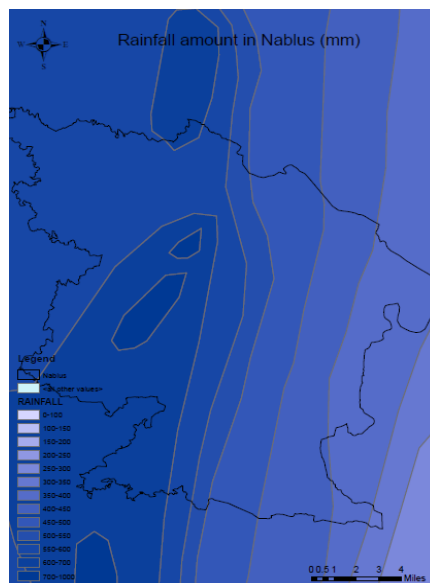 Rainfall amount in Nablus (mm)
N
W E
S
Legend
Nablus
<all other values>
RAINFALL
0-100
100-150
150-200
200-250
250-300
300-350
350-400
400-450
450-500
500-550
550-600
600-700
700-1000
0 0.5 1 2 3 4
Miles